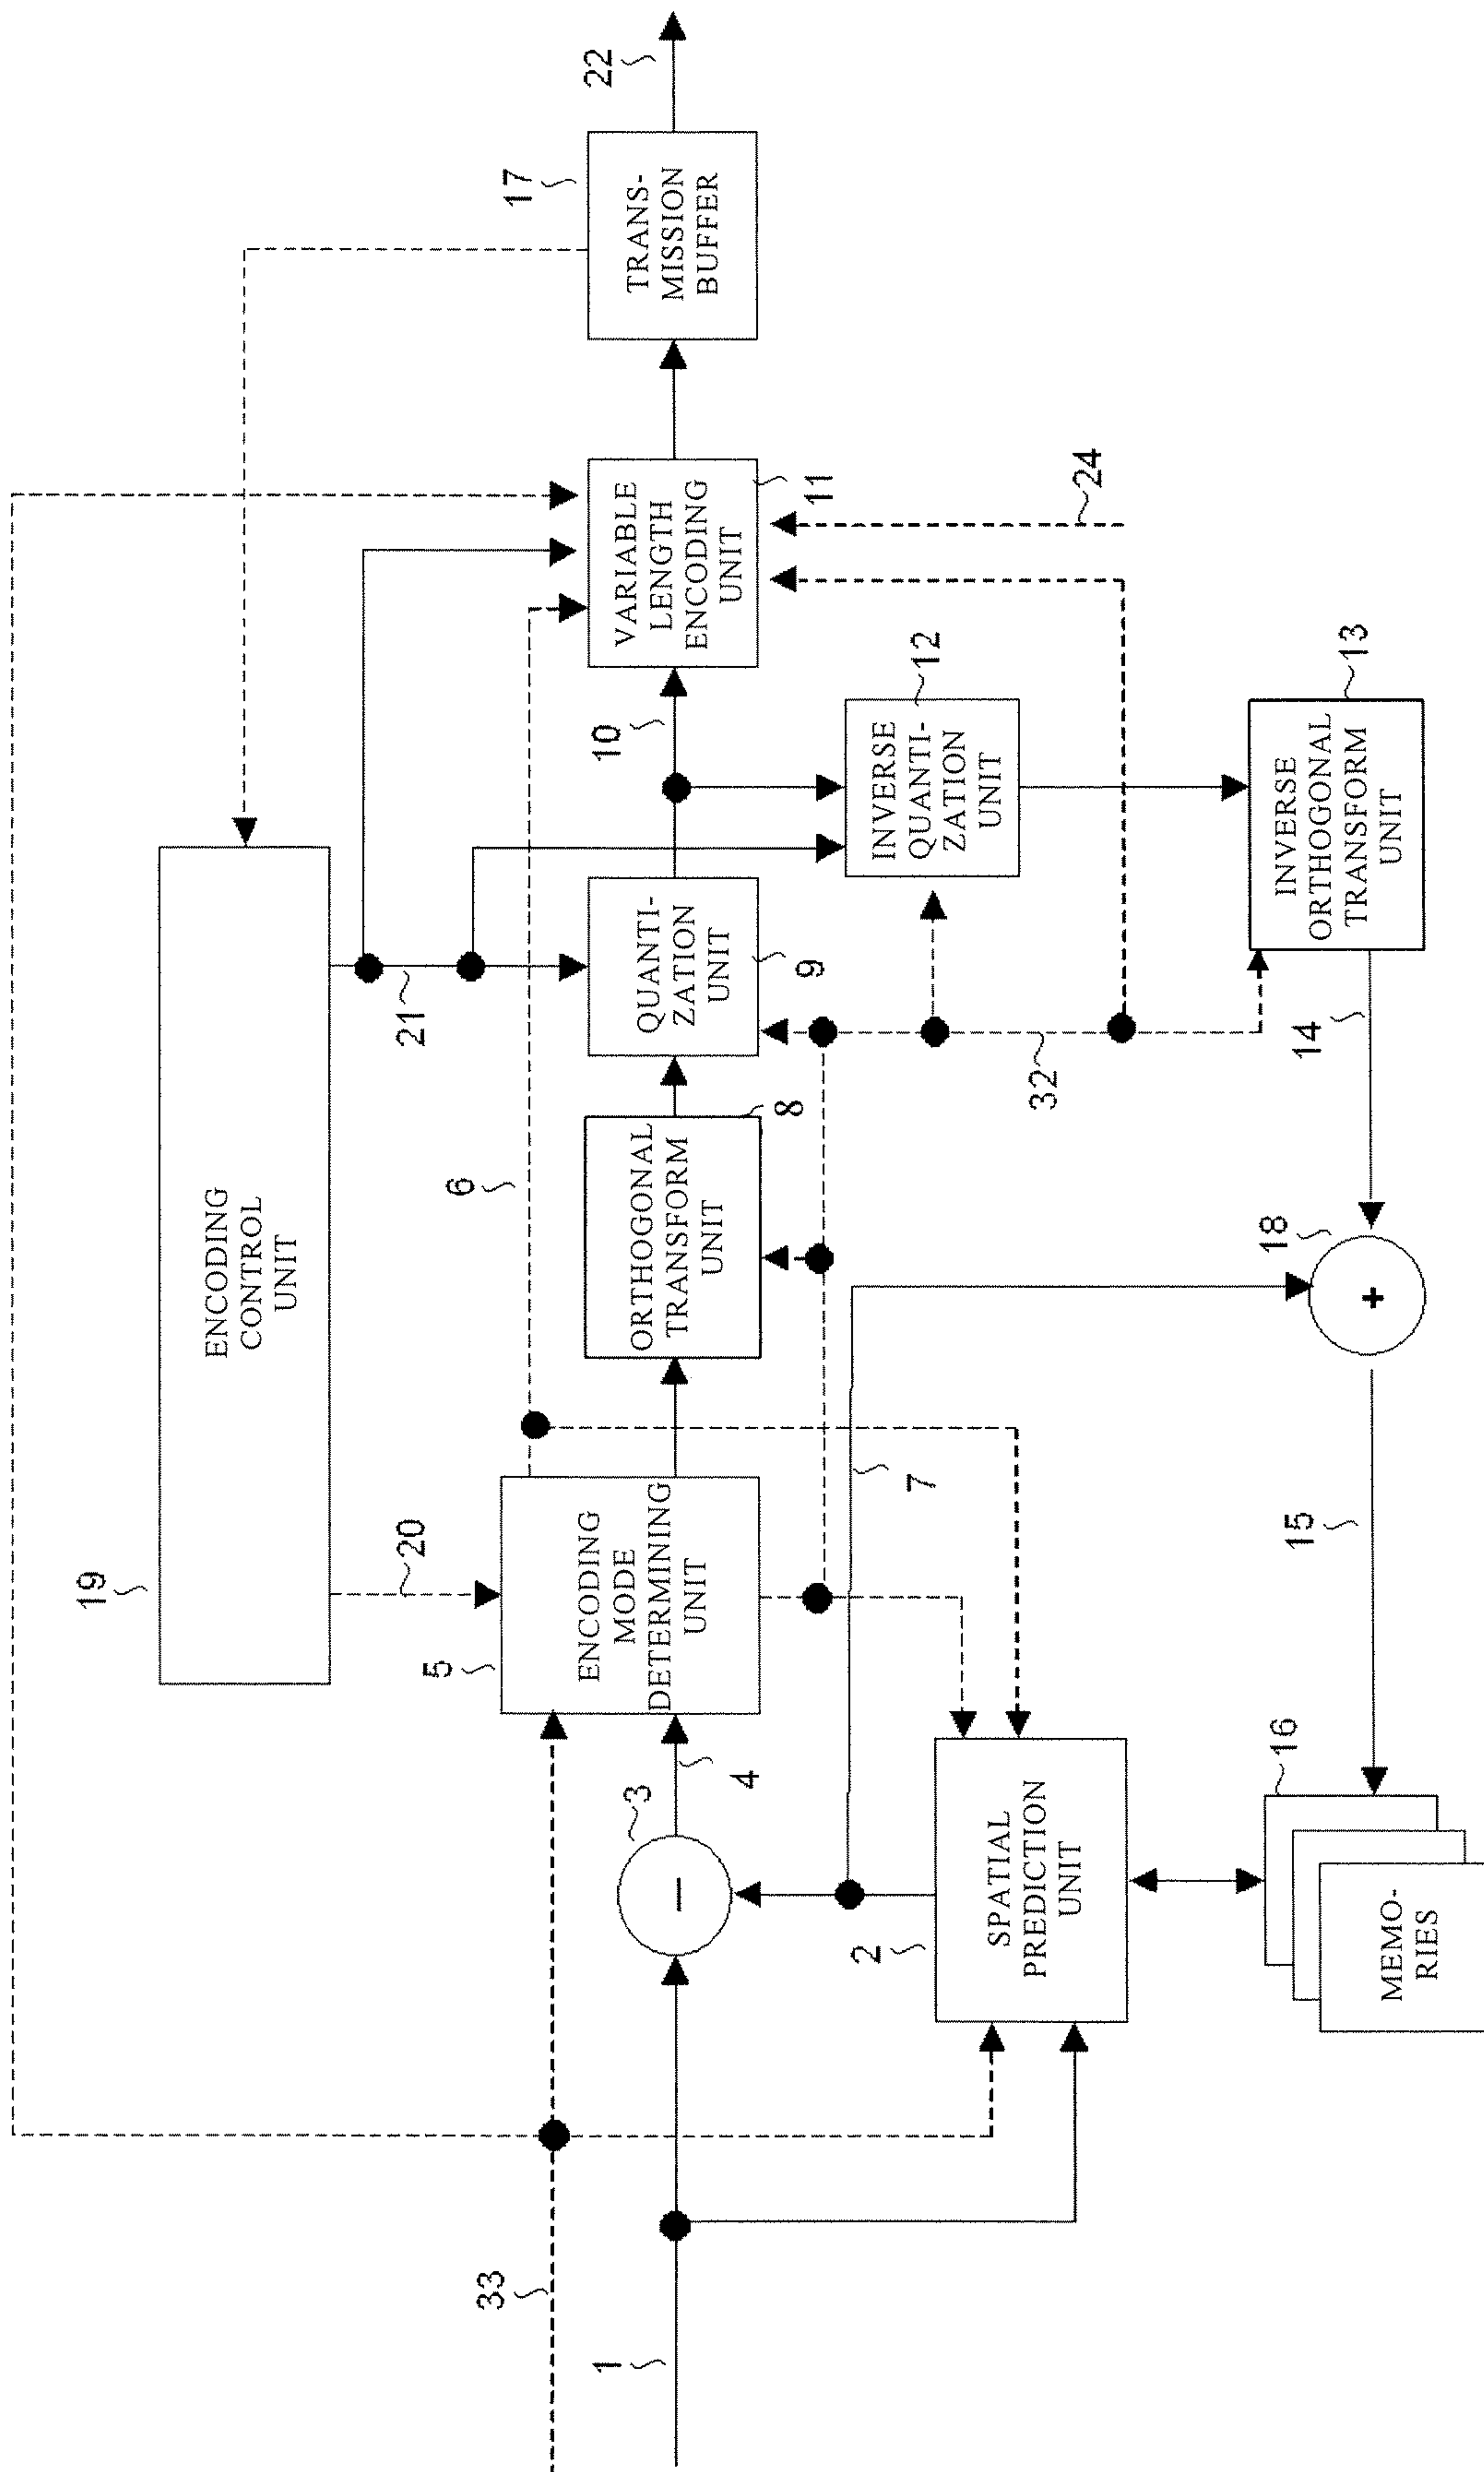 19
ENCODING
CONTROL
UNIT
33
1
3
4
5
ENCODING
MODE
DETERMINING
UNIT
20
6
ORTHOGONAL
TRANSFORM
UNIT
8
21
QUANTI-
ZATION
UNIT
9
10
VARIABLE
LENGTH
ENCODING
UNIT
11
17
TRANS-
MISSION
BUFFER
22
2
SPATIAL
PREDICTION
UNIT
7
32
INVERSE
QUANTI-
ZATION
UNIT
12
24
16
MEMO-
RIES
15
18
+
14
INVERSE
ORTHOGONAL
TRANSFORM
UNIT
13